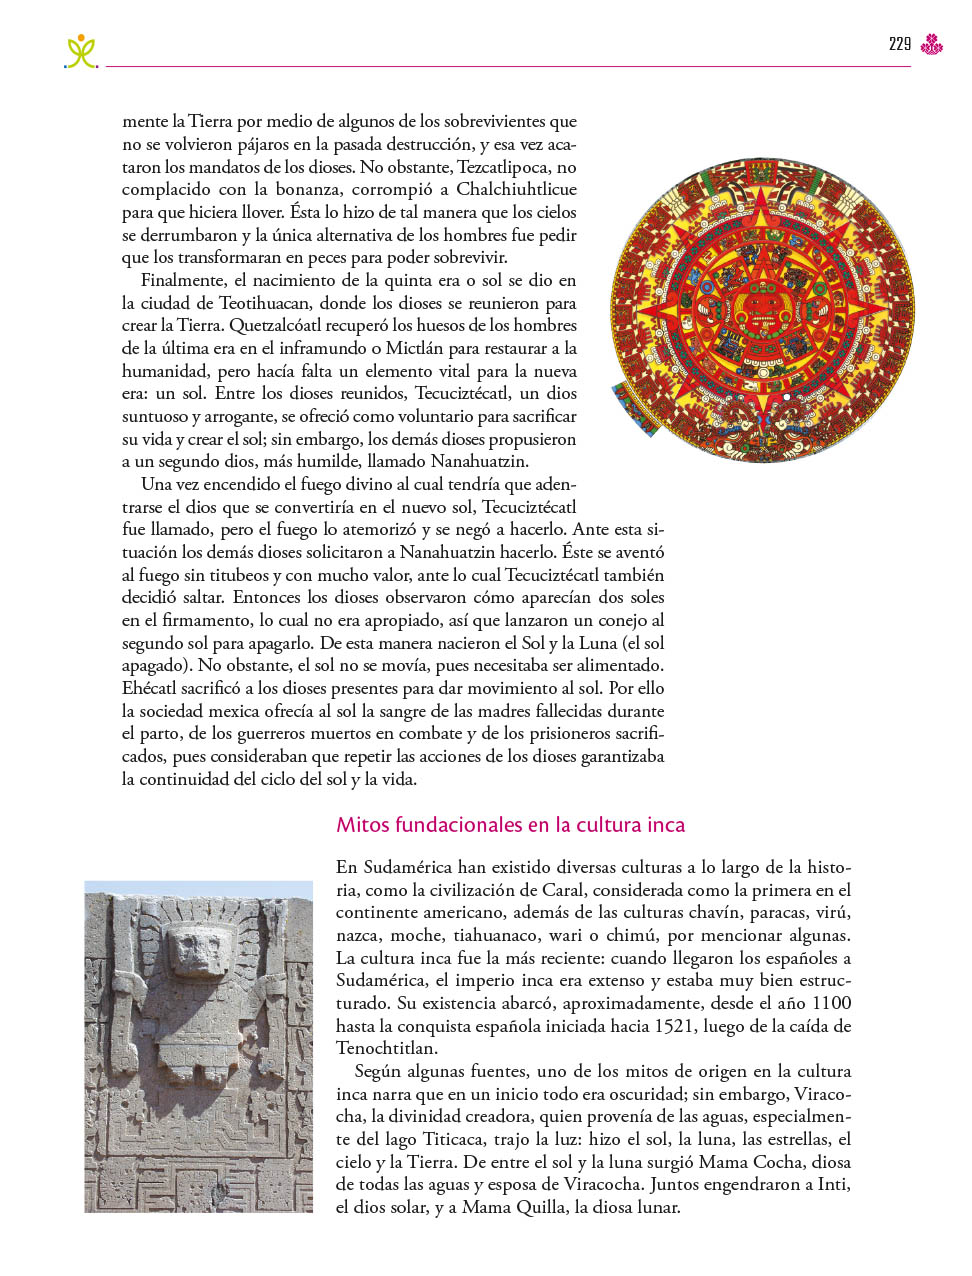 229
mente la Tierra por medio de algunos de los sobrevivientes que
no se volvieron pájaros en la pasada destrucción, y esa vez aca-
taron los mandatos de los dioses. No obstante, Tezcatlipoca, no
complacido con la bonanza, corrompió a Chalchiuhtlicue
para que hiciera llover. Ésta lo hizo de tal manera que los cielos
se derrumbaron y la única alternativa de los hombres fue pedir
que los transformaran en peces para poder sobrevivir.
Finalmente, el nacimiento de la quinta era o sol se dio en
la ciudad de Teotihuacan, donde los dioses se reunieron para
crear la Tierra. Quetzalcóatl recuperó los huesos de los hombres
de la última era en el inframundo o Mictlán para restaurar a la
humanidad, pero hacía falta un elemento vital para la nueva
era: un sol. Entre los dioses reunidos, Tecuciztécatl, un dios
suntuoso y arrogante, se ofreció como voluntario para sacrificar
su vida y crear el sol; sin embargo, los demás dioses propusieron
a un segundo dios, más humilde, llamado Nanahuatzin.
Una vez encendido el fuego divino al cual tendría que aden-
trarse el dios que se convertiría en el nuevo sol, Tecuciztécatl
fue llamado, pero el fuego lo atemorizó y se negó a hacerlo. Ante esta si-
tuación los demás dioses solicitaron a Nanahuatzin hacerlo. Éste se aventó
al fuego sin titubeos y con mucho valor, ante lo cual Tecuciztécatl también
decidió saltar. Entonces los dioses observaron cómo aparecían dos soles
en el firmamento, lo cual no era apropiado, así que lanzaron un conejo al
segundo sol para apagarlo. De esta manera nacieron el Sol y la Luna (el sol
apagado). No obstante, el sol no se movía, pues necesitaba ser alimentado.
Ehécatl sacrificó a los dioses presentes para dar movimiento al sol. Por ello
la sociedad mexica ofrecía al sol la sangre de las madres fallecidas durante
el parto, de los guerreros muertos en combate y de los prisioneros sacrifi-
cados, pues consideraban que repetir las acciones de los dioses garantizaba
la continuidad del ciclo del sol y la vida.
Mitos fundacionales en la cultura inca
En Sudamérica han existido diversas culturas a lo largo de la histo-
ria, como la civilización de Caral, considerada como la primera en el
continente americano, además de las culturas chavín, paracas, virú,
nazca, moche, tiahuanaco, wari o chimú, por mencionar algunas.
La cultura inca fue la más reciente: cuando llegaron los españoles a
Sudamérica, el imperio inca era extenso y estaba muy bien estruc-
turado. Su existencia abarcó, aproximadamente, desde el año 1100
hasta la conquista española iniciada hacia 1521, luego de la caída de
Tenochtitlan.
Según algunas fuentes, uno de los mitos de origen en la cultura
inca narra que en un inicio todo era oscuridad; sin embargo, Viraco-
cha, la divinidad creadora, quien provenía de las aguas, especialmen-
te del lago Titicaca, trajo la luz: hizo el sol, la luna, las estrellas, el
cielo y la Tierra. De entre el sol y la luna surgió Mama Cocha, diosa
de todas las aguas y esposa de Viracocha. Juntos engendraron a Inti,
el dios solar, y a Mama Quilla, la diosa lunar.